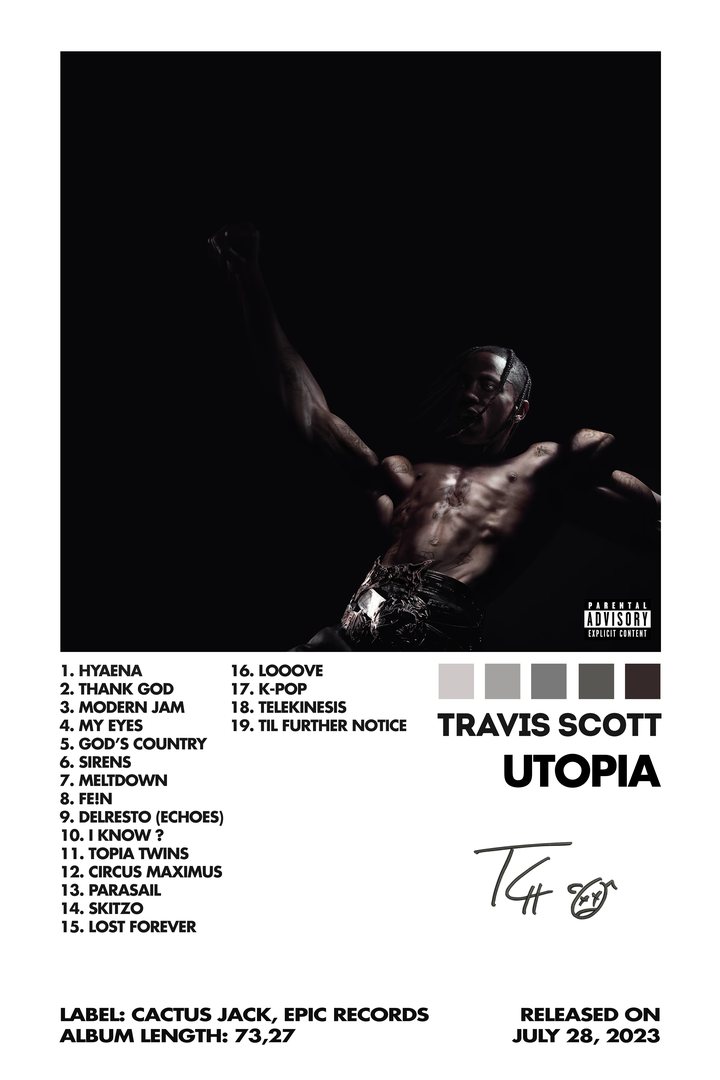 PARENTAL
ADVISORY
EXPLICIT CONTENT
1. HYAENA
2. THANK GOD
3. MODERN JAM
4. MY EYES
5. GOD'S COUNTRY
6. SIRENS
7. MELTDOWN
8. FE!N
9. DELRESTO (ECHOES)
10. I KNOW ?
11. TOPIA TWINS
12. CIRCUS MAXIMUS
13. PARASAIL
14. SKITZO
15. LOST FOREVER
16. LOOOVE
17. K-POP
18. TELEKINESIS
19. TIL FURTHER NOTICE
TRAVIS SCOTT
UTOPIA
LABEL: CACTUS JACK, EPIC RECORDS
ALBUM LENGTH: 73,27
RELEASED ON
JULY 28, 2023